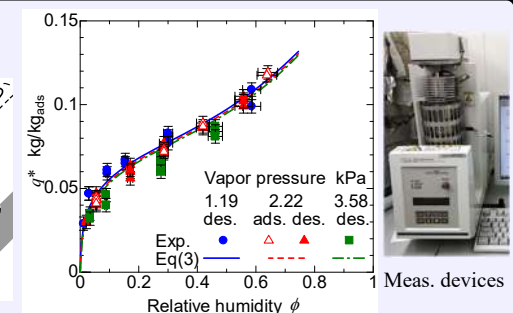 0.15
0.1
0.05
0
q* kg/kg_ads
0 0.2 0.4 0.6 0.8 1
Relative humidity ϕ
Vapor pressure kPa
1.19 2.22 3.58
des. ads. des. des.
Exp.
Eq(3)
Meas. devices